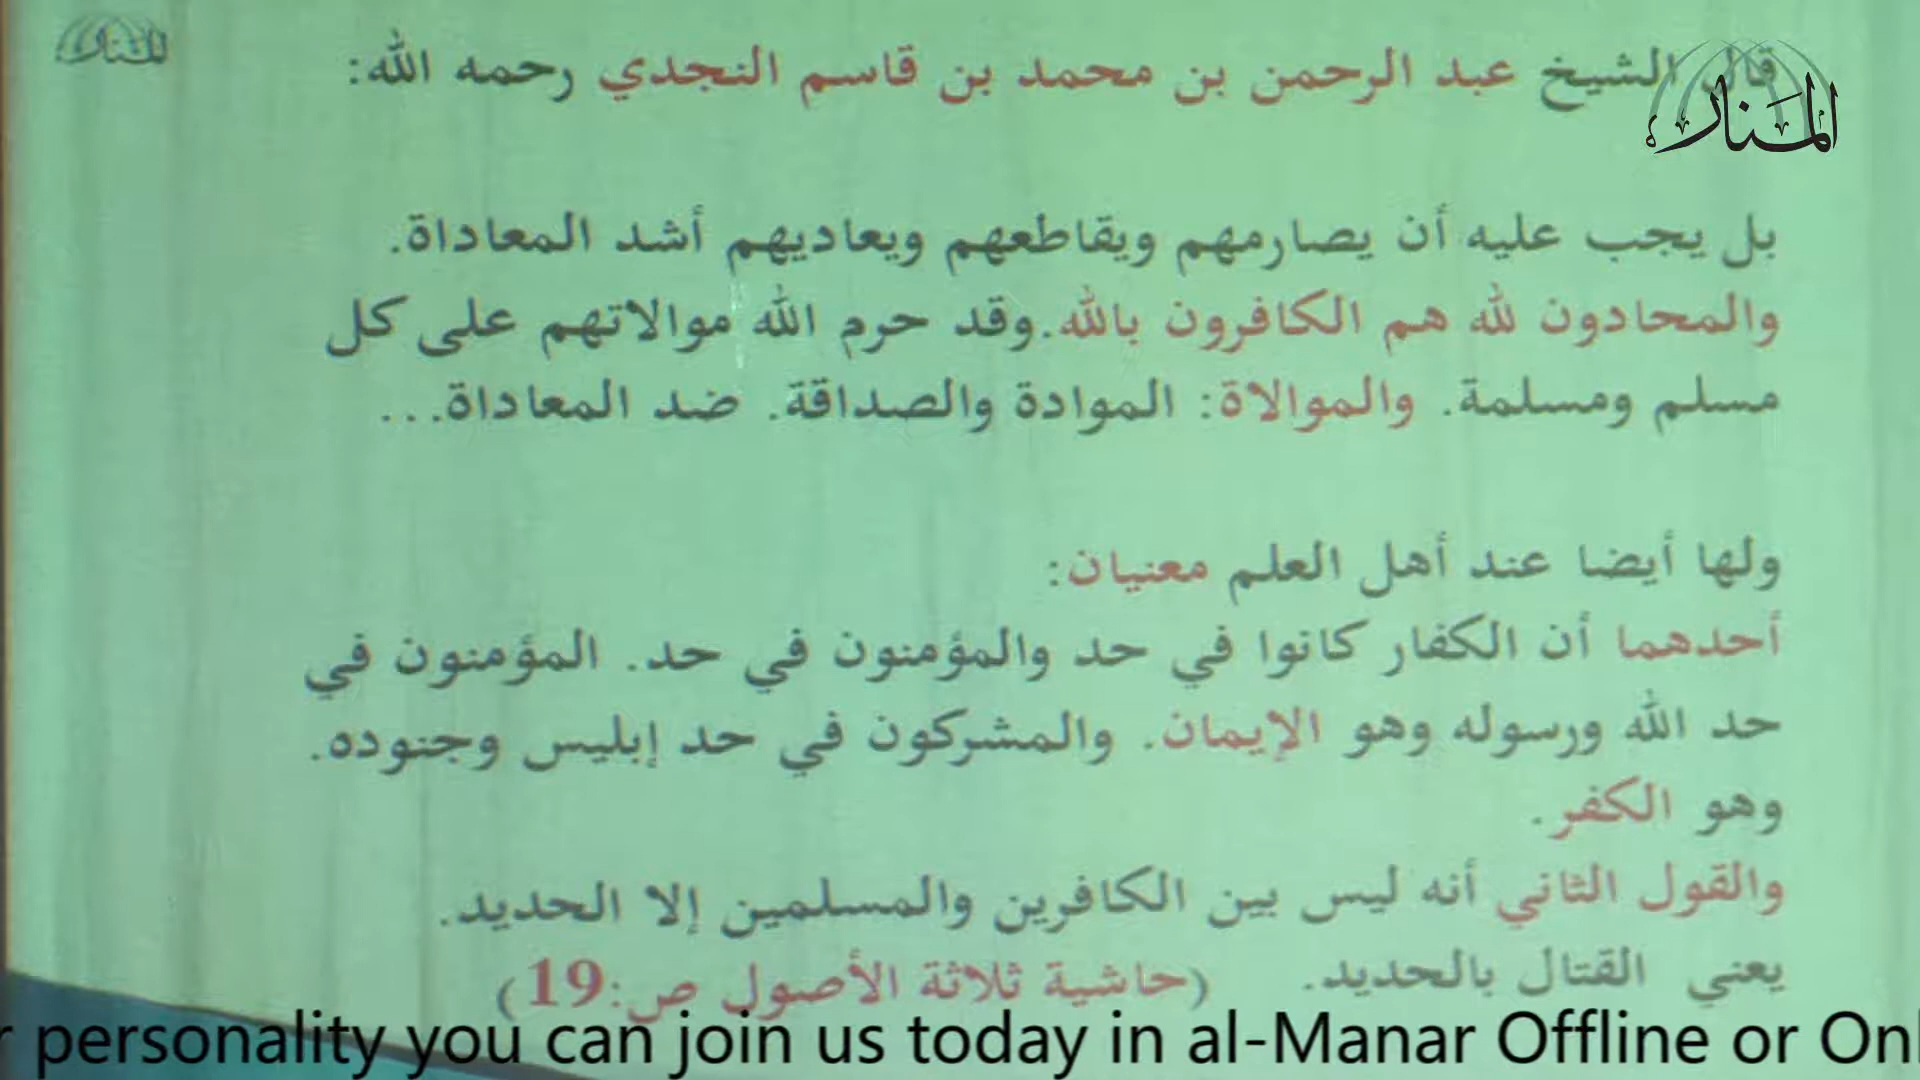 المنار
قال الشيخ عبد الرحمن بن محمد بن قاسم النجدي رحمه الله:
المنار
بل يجب عليه أن يصارمهم ويقاطعهم ويعاديهم أشد المعاداة.
والمحادون لله هم الكافرون بالله.وقد حرم الله موالاتهم على كل
مسلم ومسلمة. والموالاة: الموادة والصداقة. ضد المعاداة...
ولها أيضا عند أهل العلم معنيان:
أحدهما أن الكفار كانوا في حد والمؤمنون في حد. المؤمنون في
حد الله ورسوله وهو الإيمان. والمشركون في حد إبليس وجنوده.
وهو الكفر.
والقول الثاني أنه ليس بين الكافرين والمسلمين إلا الحديد.
يعني القتال بالحديد. (حاشية ثلاثة الأصول ص:19)
personality you can join us today in al-Manar Offline or